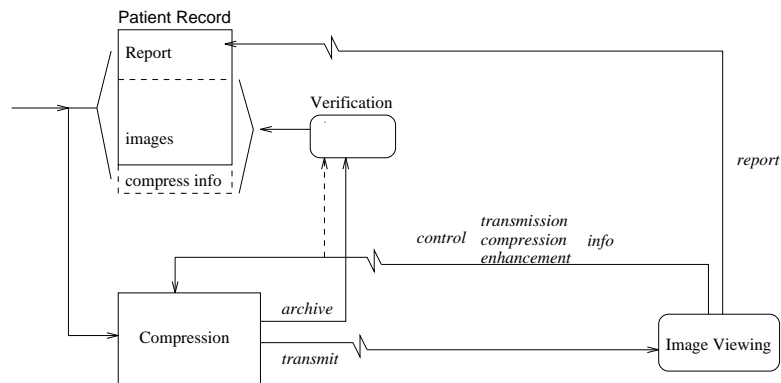 Patient Record
Report
images
compress info
Verification
report
control transmission compression enhancement info
archive
transmit
Compression
Image Viewing